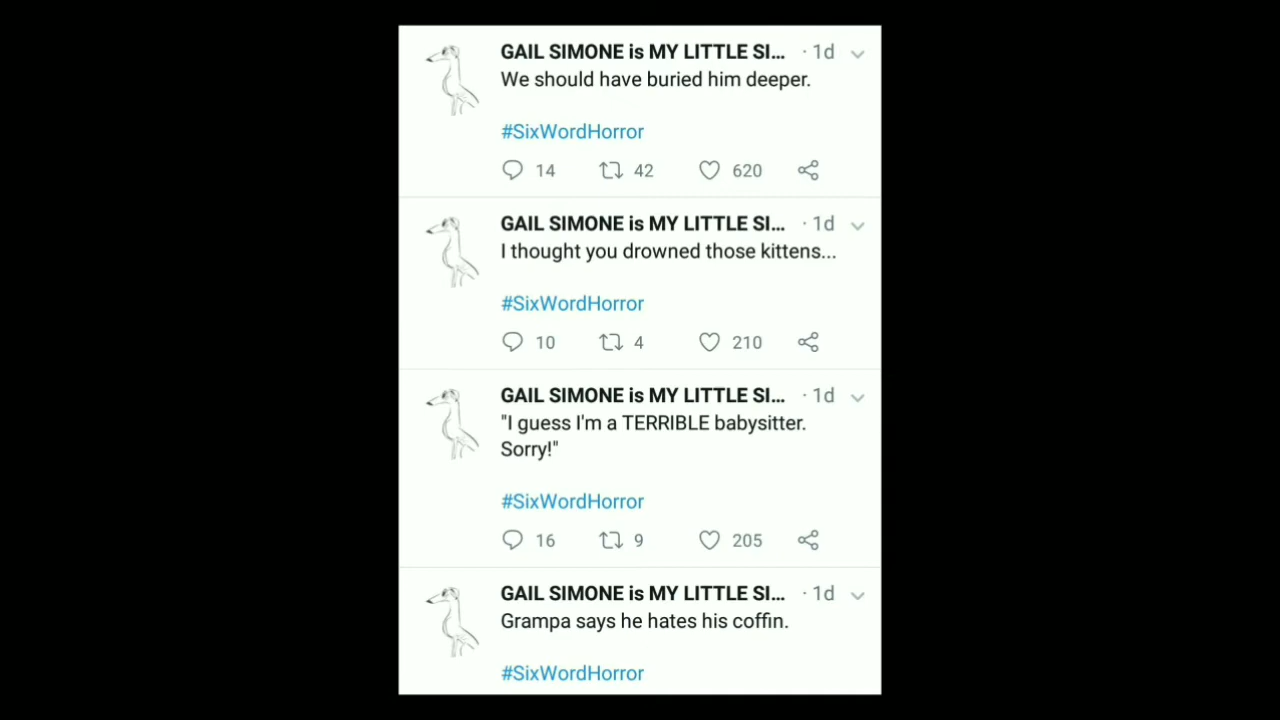 GAIL SIMONE is MY LITTLE SI... · 1d
We should have buried him deeper.
#SixWordHorror
14 42 620
GAIL SIMONE is MY LITTLE SI... · 1d
I thought you drowned those kittens...
#SixWordHorror
10 4 210
GAIL SIMONE is MY LITTLE SI... · 1d
"I guess I'm a TERRIBLE babysitter.
Sorry!"
#SixWordHorror
16 9 205
GAIL SIMONE is MY LITTLE SI... · 1d
Grampa says he hates his coffin.
#SixWordHorror